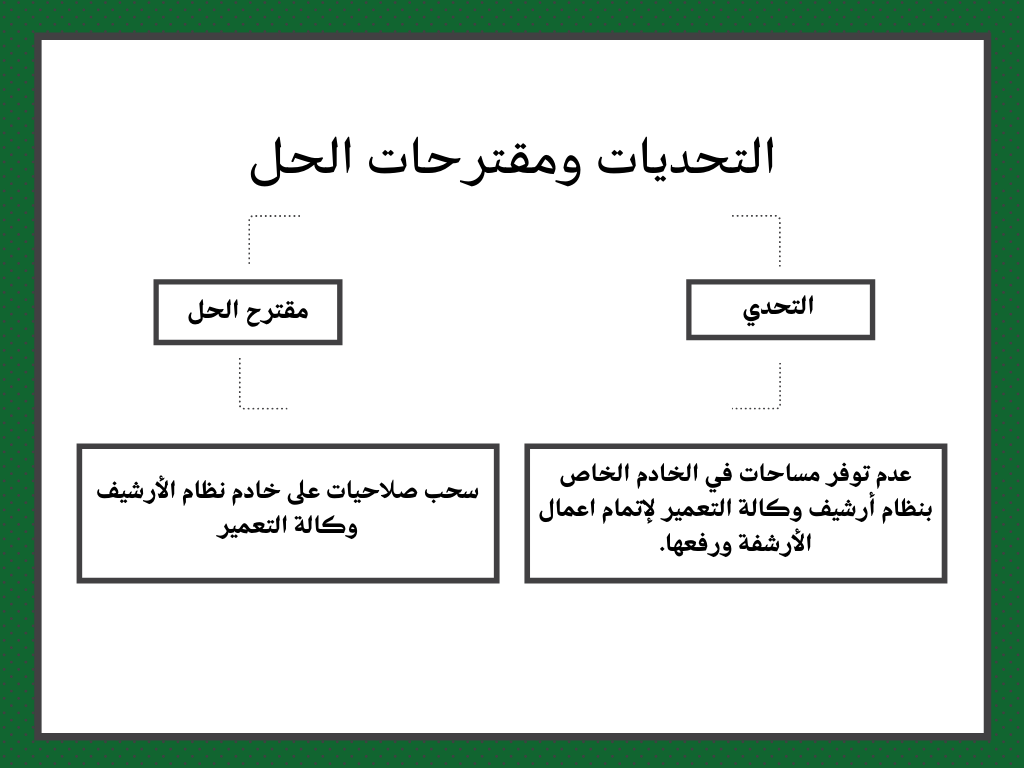 التحديات ومقترحات الحل
التحدي
مقترح الحل
عدم توفر مساحات في الخادم الخاص
بنظام أرشيف وكالة التعمير لإتمام اعمال
الأرشفة ورفعها.
سحب صلاحيات على خادم نظام الأرشيف
وكالة التعمير